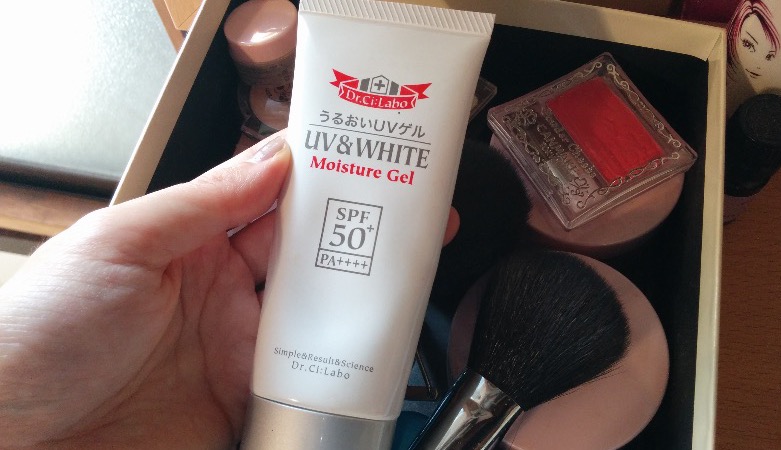 Dr.Ci:Labo
うるおいUVゲル
UV&WHITE
Moisture Gel
SPF
50+
PA++++
Simple&Result&Science
Dr.Ci:Labo